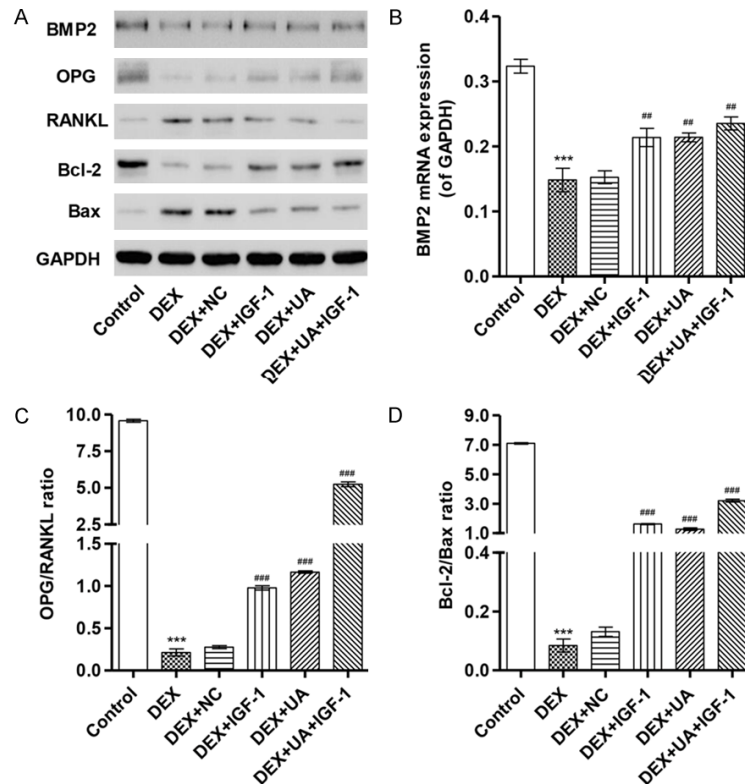 A
BMP2
OPG
RANKL
Bcl-2
Bax
GAPDH
Control
DEX
DEX+NC
DEX+IGF-1
DEX+UA
DEX+UA+IGF-1
B
BMP2 mRNA expression
(of GAPDH)
0.4
0.3
0.2
0.1
0.0
***
##
##
##
Control
DEX
DEX+NC
DEX+IGF-1
DEX+UA
DEX+UA+IGF-1
C
OPG/RANKL ratio
10.0
7.5
5.0
2.5
1.5
1.0
0.5
0.0
***
###
###
###
Control
DEX
DEX+NC
DEX+IGF-1
DEX+UA
DEX+UA+IGF-1
D
Bcl-2/Bax ratio
9.0
7.0
5.0
3.0
1.0
0.4
0.2
0.0
***
###
###
###
Control
DEX
DEX+NC
DEX+IGF-1
DEX+UA
DEX+UA+IGF-1